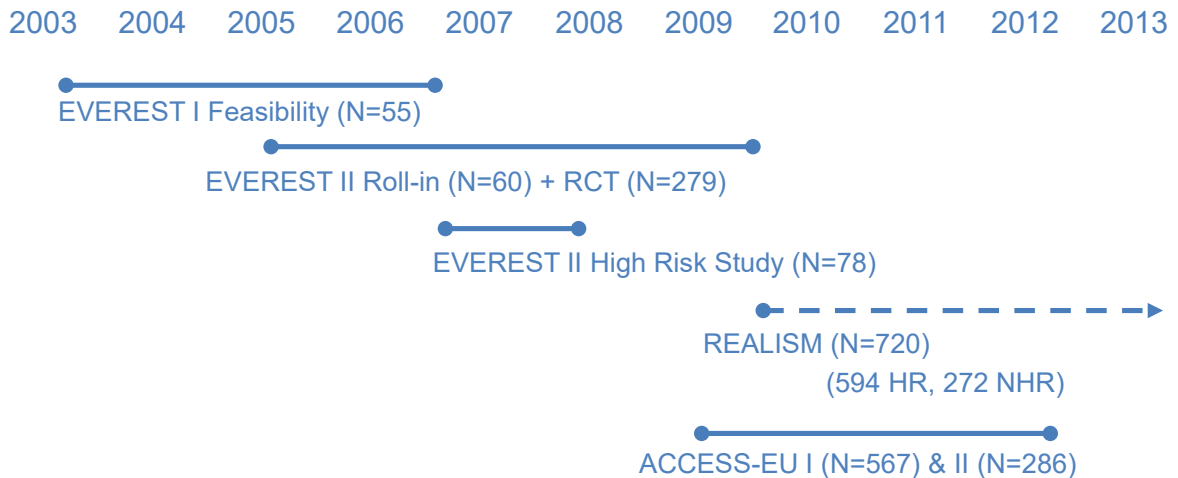 2003 2004 2005 2006 2007 2008 2009 2010 2011 2012 2013
EVEREST I Feasibility (N=55)
EVEREST II Roll-in (N=60) + RCT (N=279)
EVEREST II High Risk Study (N=78)
REALISM (N=720)
(594 HR, 272 NHR)
ACCESS-EU I (N=567) & II (N=286)